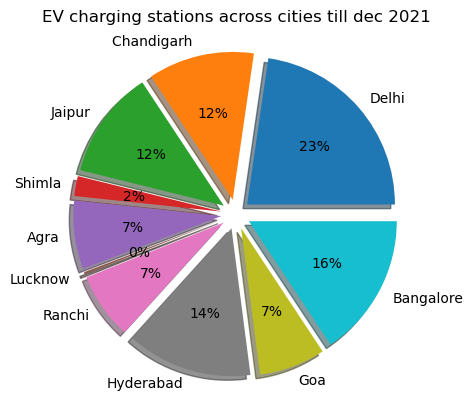 EV charging stations across cities till dec 2021
Chandigarh
Delhi
Jaipur
Shimla
Agra
Lucknow
Ranchi
Hyderabad
Goa
Bangalore
23%
12%
12%
2%
7%
0%
7%
14%
7%
16%